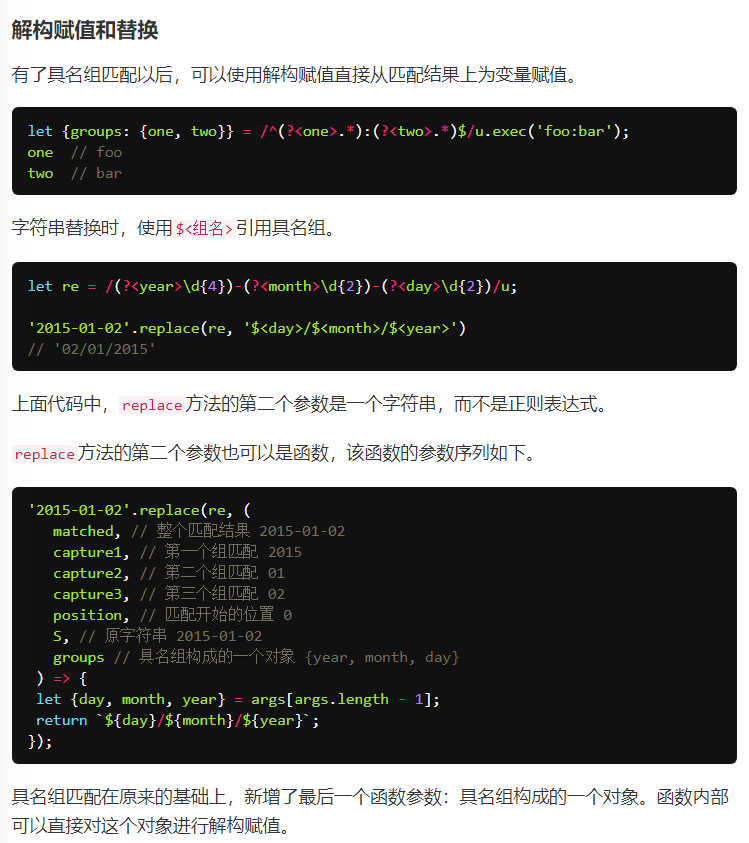 解构赋值和替换
有了具名组匹配以后，可以使用解构赋值直接从匹配结果上为变量赋值。
let {groups: {one, two}} = /^(?<one>.*):(?<two>.*)$/u.exec('foo:bar');
one  // foo
two  // bar
字符串替换时，使用$<组名>引用具名组。
let re = /(?<year>\d{4})-(?<month>\d{2})-(?<day>\d{2})/u;
'2015-01-02'.replace(re, '$<day>/$<month>/$<year>')
// '02/01/2015'
上面代码中，replace方法的第二个参数是一个字符串，而不是正则表达式。
replace方法的第二个参数也可以是函数，该函数的参数序列如下。
'2015-01-02'.replace(re, (
   matched, // 整个匹配结果 2015-01-02
   capture1, // 第一个组匹配 2015
   capture2, // 第二个组匹配 01
   capture3, // 第三个组匹配 02
   position, // 匹配开始的位置 0
   S, // 原字符串 2015-01-02
   groups // 具名组构成的一个对象 {year, month, day}
 ) => {
 let {day, month, year} = args[args.length - 1];
 return `${day}/${month}/${year}`;
});
具名组匹配在原来的基础上，新增了最后一个函数参数：具名组构成的一个对象。函数内部
可以直接对这个对象进行解构赋值。